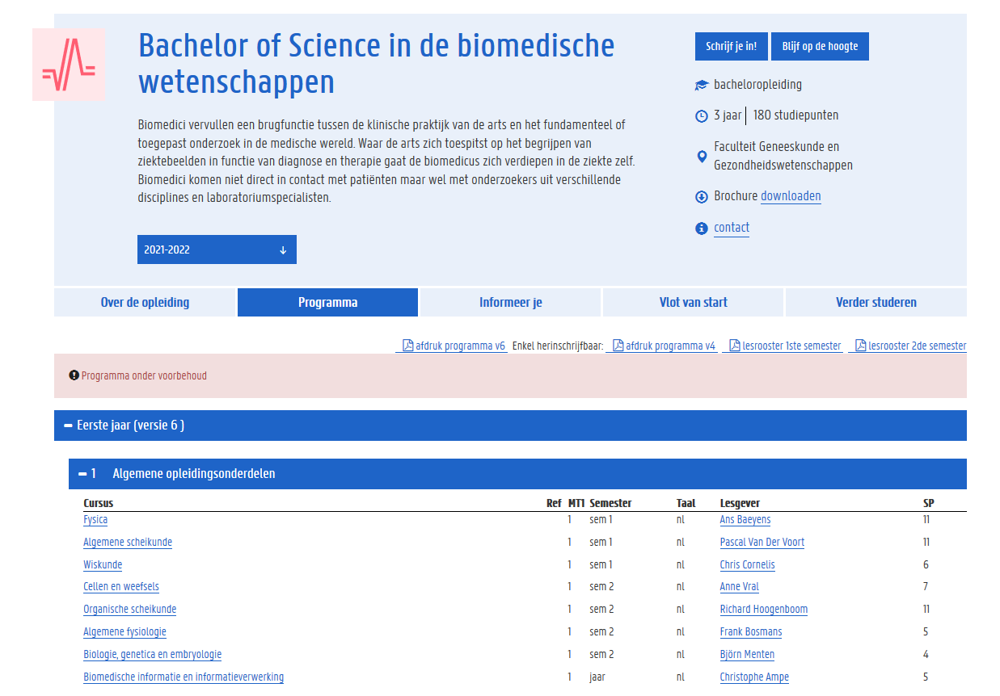 Bachelor of Science in de biomedische
wetenschappen
Biomedici vervullen een brugfunctie tussen de klinische praktijk van de arts en het fundamenteel of
toegepast onderzoek in de medische wereld. Waar de arts zich toespitst op het begrijpen van
ziektebeelden in functie van diagnose en therapie gaat de biomedicus zich verdiepen in de ziekte zelf.
Biomedici komen niet direct in contact met patiënten maar wel met onderzoekers uit verschillende
disciplines en laboratoriumspecialisten.
2021-2022
Schrijf je in! Blijf op de hoogte
bacheloropleiding
3 jaar | 180 studiepunten
Faculteit Geneeskunde en
Gezondheidswetenschappen
Brochure downloaden
contact
Over de opleiding Programma Informeer je Vlot van start Verder studeren
afdruk programma v6 Enkel herinschrijfbaar: afdruk programma v4 lesrooster 1ste semester lesrooster 2de semester
Programma onder voorbehoud
Eerste jaar (versie 6 )
1 Algemene opleidingsonderdelen
Cursus Ref MT1 Semester Taal Lesgever SP
Fysica 1 sem 1 nl Ans Baeyens 11
Algemene scheikunde 1 sem 1 nl Pascal Van Der Voort 11
Wiskunde 1 sem 1 nl Chris Cornelis 6
Cellen en weefsels 1 sem 2 nl Anne Vral 7
Organische scheikunde 1 sem 2 nl Richard Hoogenboom 11
Algemene fysiologie 1 sem 2 nl Frank Bosmans 5
Biologie, genetica en embryologie 1 sem 2 nl Björn Menten 4
Biomedische informatie en informatieverwerking 1 jaar nl Christophe Ampe 5